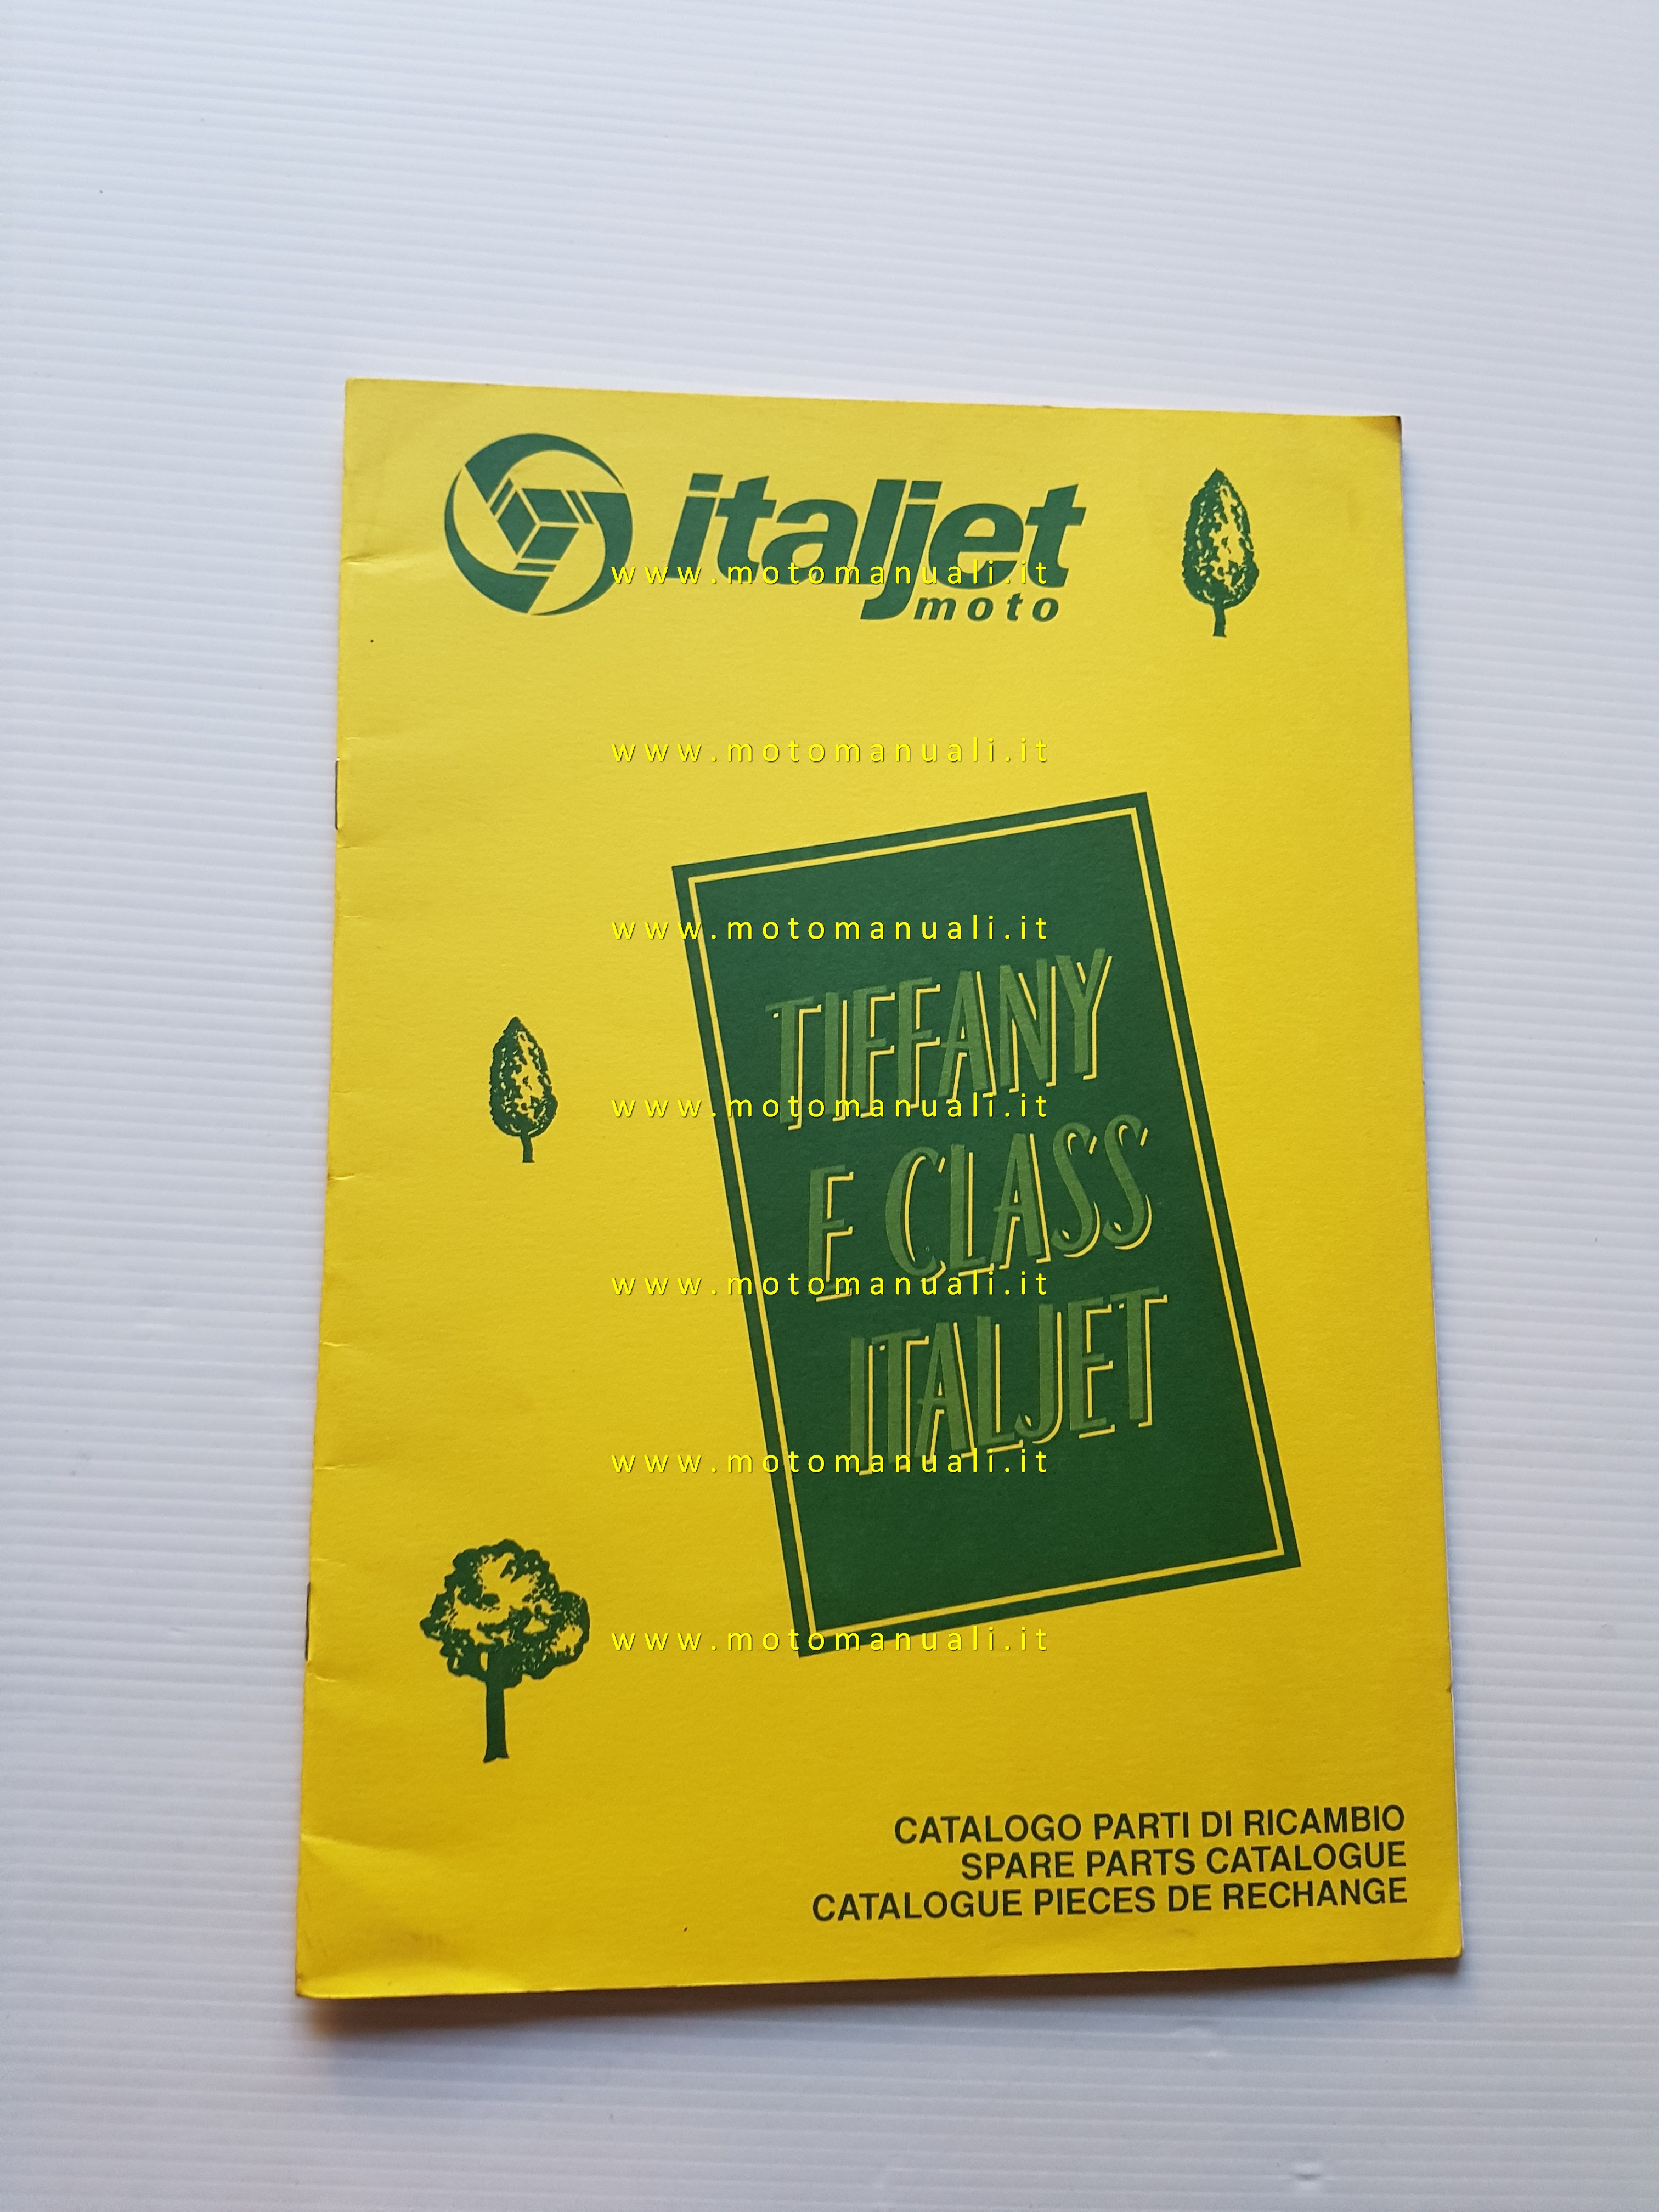 italjet
www.motomanuali.it
moto
www.motomanuali.it
www.motomanuali.it
TIFFANY
www.motomanuali.it
E CLASS
www.motomanuali.it
ITALJET
www.motomanuali.it
www.motomanuali.it
CATALOGO PARTI DI RICAMBIO
SPARE PARTS CATALOGUE
CATALOGUE PIECES DE RECHANGE